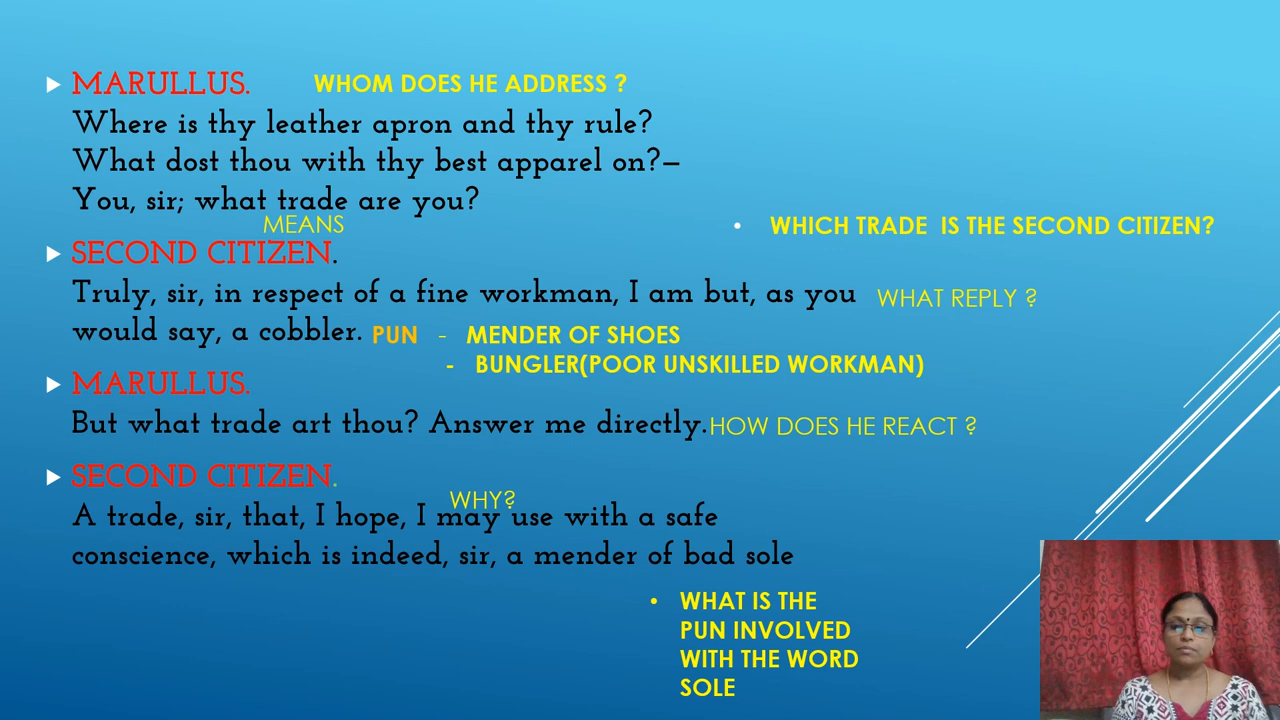 MARULLUS. WHOM DOES HE ADDRESS ?
Where is thy leather apron and thy rule?
What dost thou with thy best apparel on?—
You, sir; what trade are you?
MEANS
WHICH TRADE IS THE SECOND CITIZEN?
SECOND CITIZEN.
Truly, sir, in respect of a fine workman, I am but, as you WHAT REPLY ?
would say, a cobbler. PUN - MENDER OF SHOES
- BUNGLER(POOR UNSKILLED WORKMAN)
MARULLUS.
But what trade art thou? Answer me directly. HOW DOES HE REACT ?
SECOND CITIZEN.
WHY?
A trade, sir, that, I hope, I may use with a safe
conscience, which is indeed, sir, a mender of bad sole
WHAT IS THE
PUN INVOLVED
WITH THE WORD
SOLE